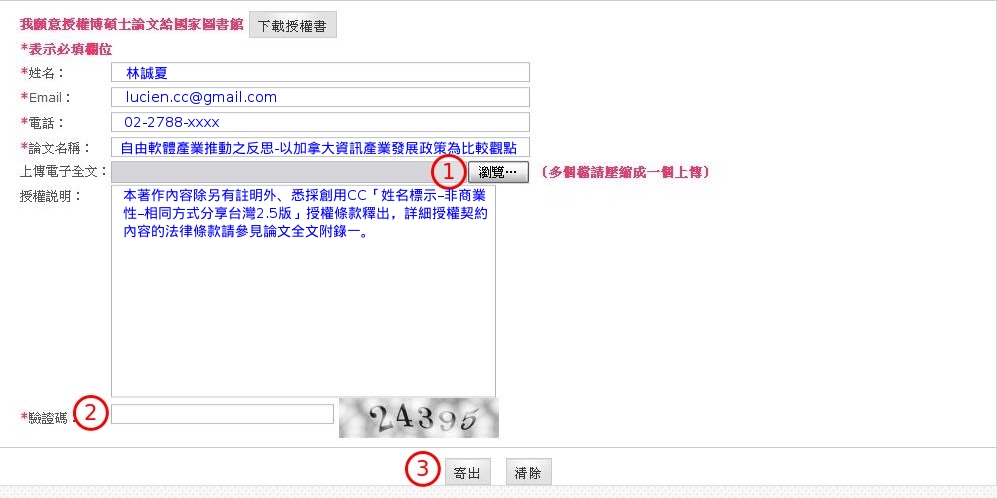 我願意授權博碩士論文給國家圖書館 下載授權書
*表示必填欄位
*姓名： 林誠夏
*Email： lucien.cc@gmail.com
*電話： 02-2788-xxxx
*論文名稱： 自由軟體產業推動之反思-以加拿大資訊產業發展政策為比較觀點
上傳電子全文： 1 瀏覽… 〔多個檔請壓縮成一個上傳〕
授權說明： 本著作內容除另有註明外、悉採創用CC「姓名標示–非商業
性–相同方式分享台灣2.5版」授權條款釋出，詳細授權契約
內容的法律條款請參見論文全文附錄一。
*驗證碼： 2 24395
3 寄出 清除